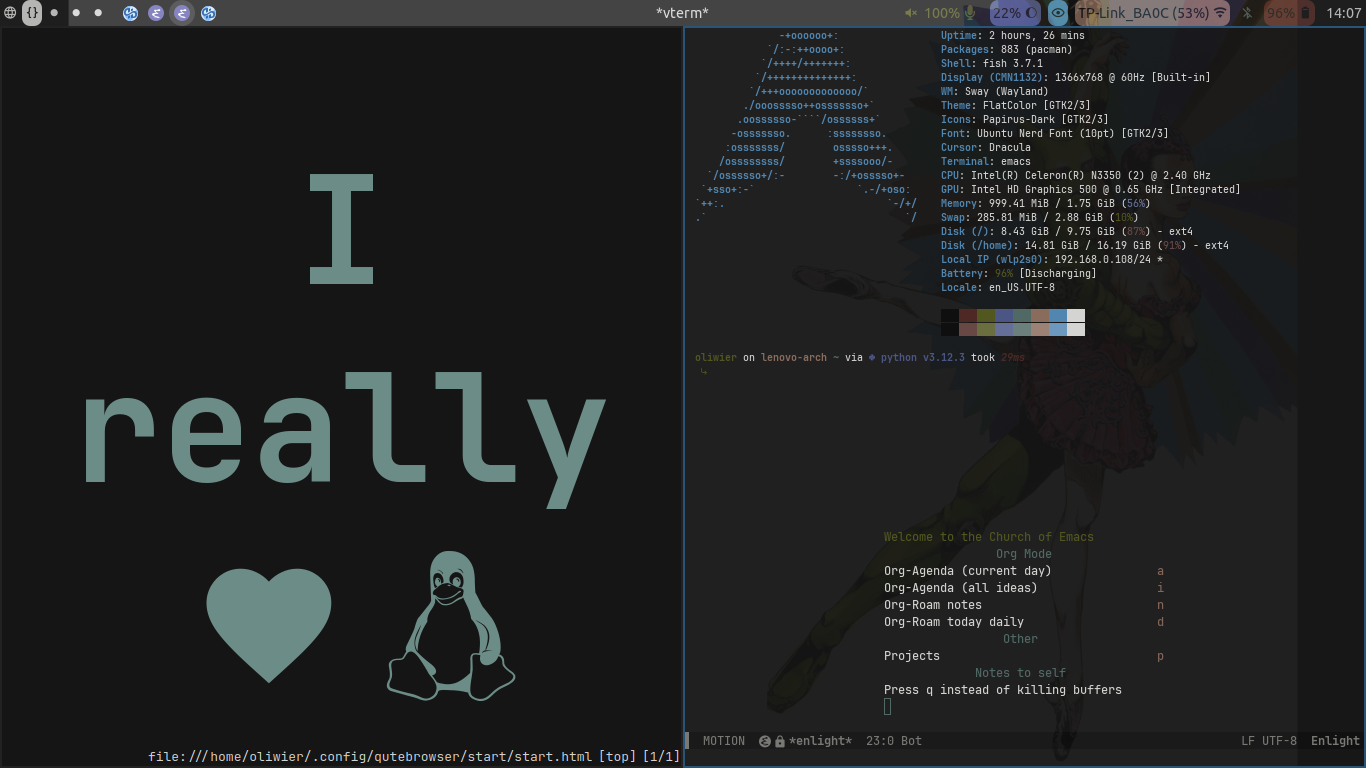 {} *vterm* 100% 22% TP-Link_BA0C (53%) 96% 14:07
I
really
file:///home/oliwier/.config/qutebrowser/start/start.html [top] [1/1]
-+oooooo+: Uptime: 2 hours, 26 mins
`/:-:++oooo+: Packages: 883 (pacman)
`/++++/+++++++: Shell: fish 3.7.1
`/++++++++++++++: Display (CMN1132): 1366x768 @ 60Hz [Built-in]
`/+++ooooooooooooo/` WM: Sway (Wayland)
./ooosssso++osssssso+` Theme: FlatColor [GTK2/3]
.oossssso-````/ossssss+` Icons: Papirus-Dark [GTK2/3]
-osssssso. :ssssssso. Font: Ubuntu Nerd Font (10pt) [GTK2/3]
:osssssss/ osssso+++. Cursor: Dracula
/ossssssss/ +ssssooo/- Terminal: emacs
`/ossssso+/:- -:/+osssso+- CPU: Intel(R) Celeron(R) N3350 (2) @ 2.40 GHz
`+sso+:-` `.-/+oso: GPU: Intel HD Graphics 500 @ 0.65 GHz [Integrated]
`++:. `-/+/ Memory: 999.41 MiB / 1.75 GiB (56%)
.` `/ Swap: 285.81 MiB / 2.88 GiB (10%)
Disk (/): 8.43 GiB / 9.75 GiB (87%) - ext4
Disk (/home): 14.81 GiB / 16.19 GiB (91%) - ext4
Local IP (wlp2s0): 192.168.0.108/24 *
Battery: 96% [Discharging]
Locale: en_US.UTF-8
oliwier on lenovo-arch ~ via python v3.12.3 took 29ms
Welcome to the Church of Emacs
Org Mode
Org-Agenda (current day) a
Org-Agenda (all ideas) i
Org-Roam notes n
Org-Roam today daily d
Other
Projects p
Notes to self
Press q instead of killing buffers
MOTION *enlight* 23:0 Bot LF UTF-8 Enlight